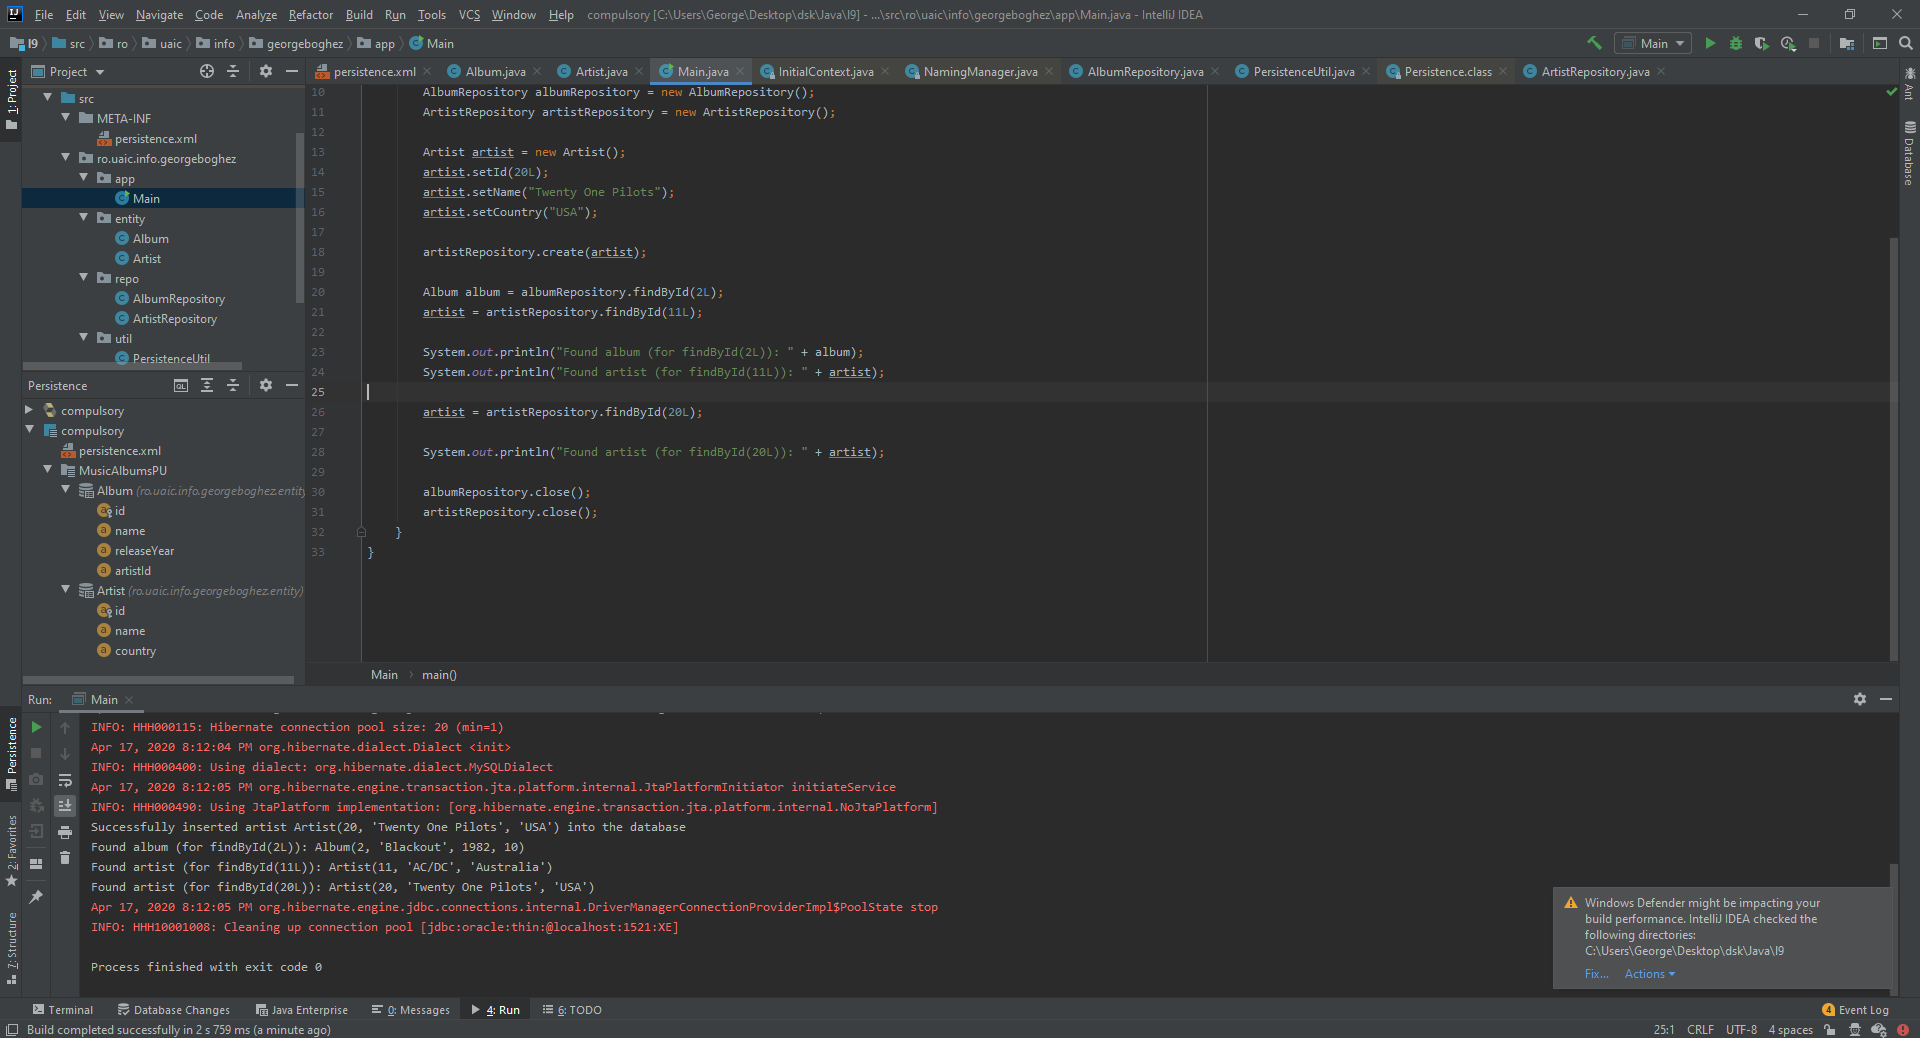 File Edit View Navigate Code Analyze Refactor Build Run Tools VCS Window Help compulsory [C:\Users\George\Desktop\dsk\Java\l9] - ...\src\ro\uaic\info\georgeboghez\app\Main.java - IntelliJ IDEA
l9 src ro uaic info georgeboghez app Main
Main
Project
persistence.xml Album.java Artist.java Main.java InitialContext.java NamingManager.java AlbumRepository.java PersistenceUtil.java Persistence.class ArtistRepository.java
1: Project
src
META-INF
persistence.xml
ro.uaic.info.georgeboghez
app
Main
entity
Album
Artist
repo
AlbumRepository
ArtistRepository
util
PersistenceUtil
Persistence
compulsory
compulsory
persistence.xml
MusicAlbumsPU
Album (ro.uaic.info.georgeboghez.entity
id
name
releaseYear
artistId
Artist (ro.uaic.info.georgeboghez.entity)
id
name
country
10 AlbumRepository albumRepository = new AlbumRepository();
11 ArtistRepository artistRepository = new ArtistRepository();
12
13 Artist artist = new Artist();
14 artist.setId(20L);
15 artist.setName("Twenty One Pilots");
16 artist.setCountry("USA");
17
18 artistRepository.create(artist);
19
20 Album album = albumRepository.findById(2L);
21 artist = artistRepository.findById(11L);
22
23 System.out.println("Found album (for findById(2L)): " + album);
24 System.out.println("Found artist (for findById(11L)): " + artist);
25
26 artist = artistRepository.findById(20L);
27
28 System.out.println("Found artist (for findById(20L)): " + artist);
29
30 albumRepository.close();
31 artistRepository.close();
32 }
33 }
Main main()
Ant
Database
Run: Main
INFO: HHH000115: Hibernate connection pool size: 20 (min=1)
Apr 17, 2020 8:12:04 PM org.hibernate.dialect.Dialect <init>
INFO: HHH000400: Using dialect: org.hibernate.dialect.MySQLDialect
Apr 17, 2020 8:12:05 PM org.hibernate.engine.transaction.jta.platform.internal.JtaPlatformInitiator initiateService
INFO: HHH000490: Using JtaPlatform implementation: [org.hibernate.engine.transaction.jta.platform.internal.NoJtaPlatform]
Successfully inserted artist Artist(20, 'Twenty One Pilots', 'USA') into the database
Found album (for findById(2L)): Album(2, 'Blackout', 1982, 10)
Found artist (for findById(11L)): Artist(11, 'AC/DC', 'Australia')
Found artist (for findById(20L)): Artist(20, 'Twenty One Pilots', 'USA')
Apr 17, 2020 8:12:05 PM org.hibernate.engine.jdbc.connections.internal.DriverManagerConnectionProviderImpl$PoolState stop
INFO: HHH10001008: Cleaning up connection pool [jdbc:oracle:thin:@localhost:1521:XE]
Process finished with exit code 0
Persistence
2: Favorites
7: Structure
Windows Defender might be impacting your
build performance. IntelliJ IDEA checked the
following directories:
C:\Users\George\Desktop\dsk\Java\l9
Fix... Actions
Terminal Database Changes Java Enterprise 0: Messages 4: Run 6: TODO 4 Event Log
Build completed successfully in 2 s 759 ms (a minute ago) 25:1 CRLF UTF-8 4 spaces